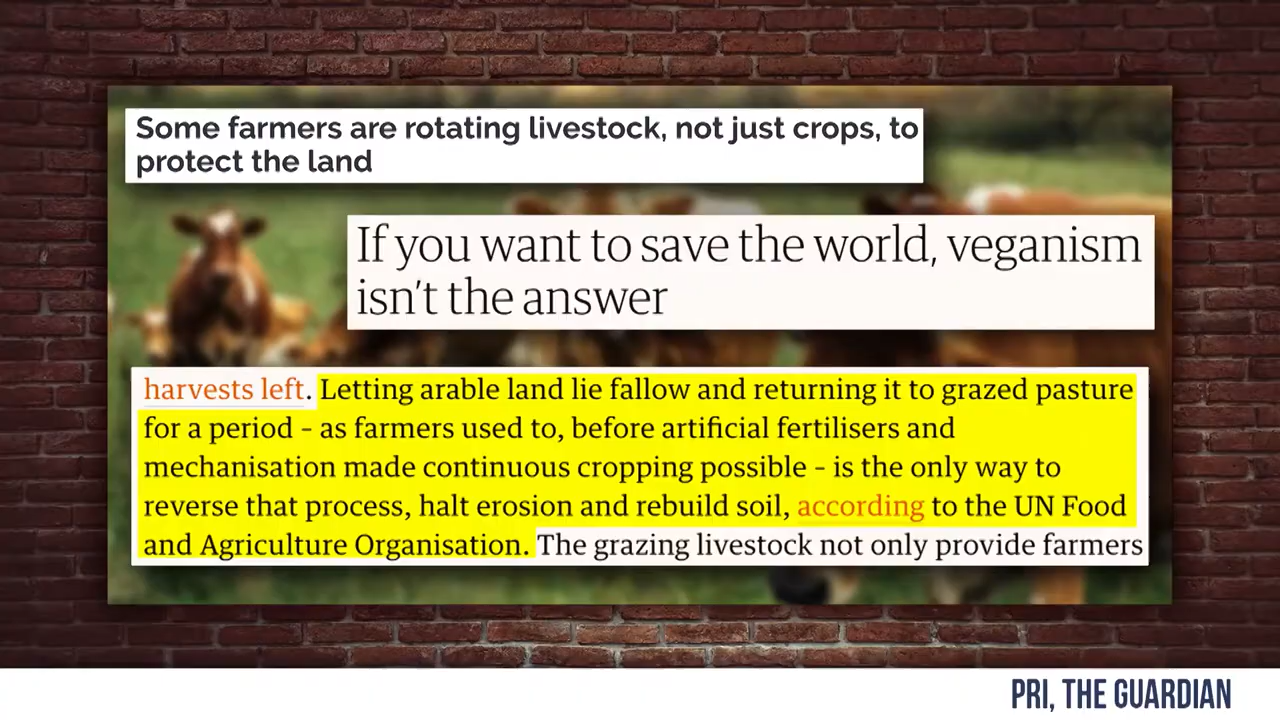 Some farmers are rotating livestock, not just crops, to
protect the land
If you want to save the world, veganism
isn't the answer
harvests left. Letting arable land lie fallow and returning it to grazed pasture
for a period – as farmers used to, before artificial fertilisers and
mechanisation made continuous cropping possible – is the only way to
reverse that process, halt erosion and rebuild soil, according to the UN Food
and Agriculture Organisation. The grazing livestock not only provide farmers
PRI, THE GUARDIAN